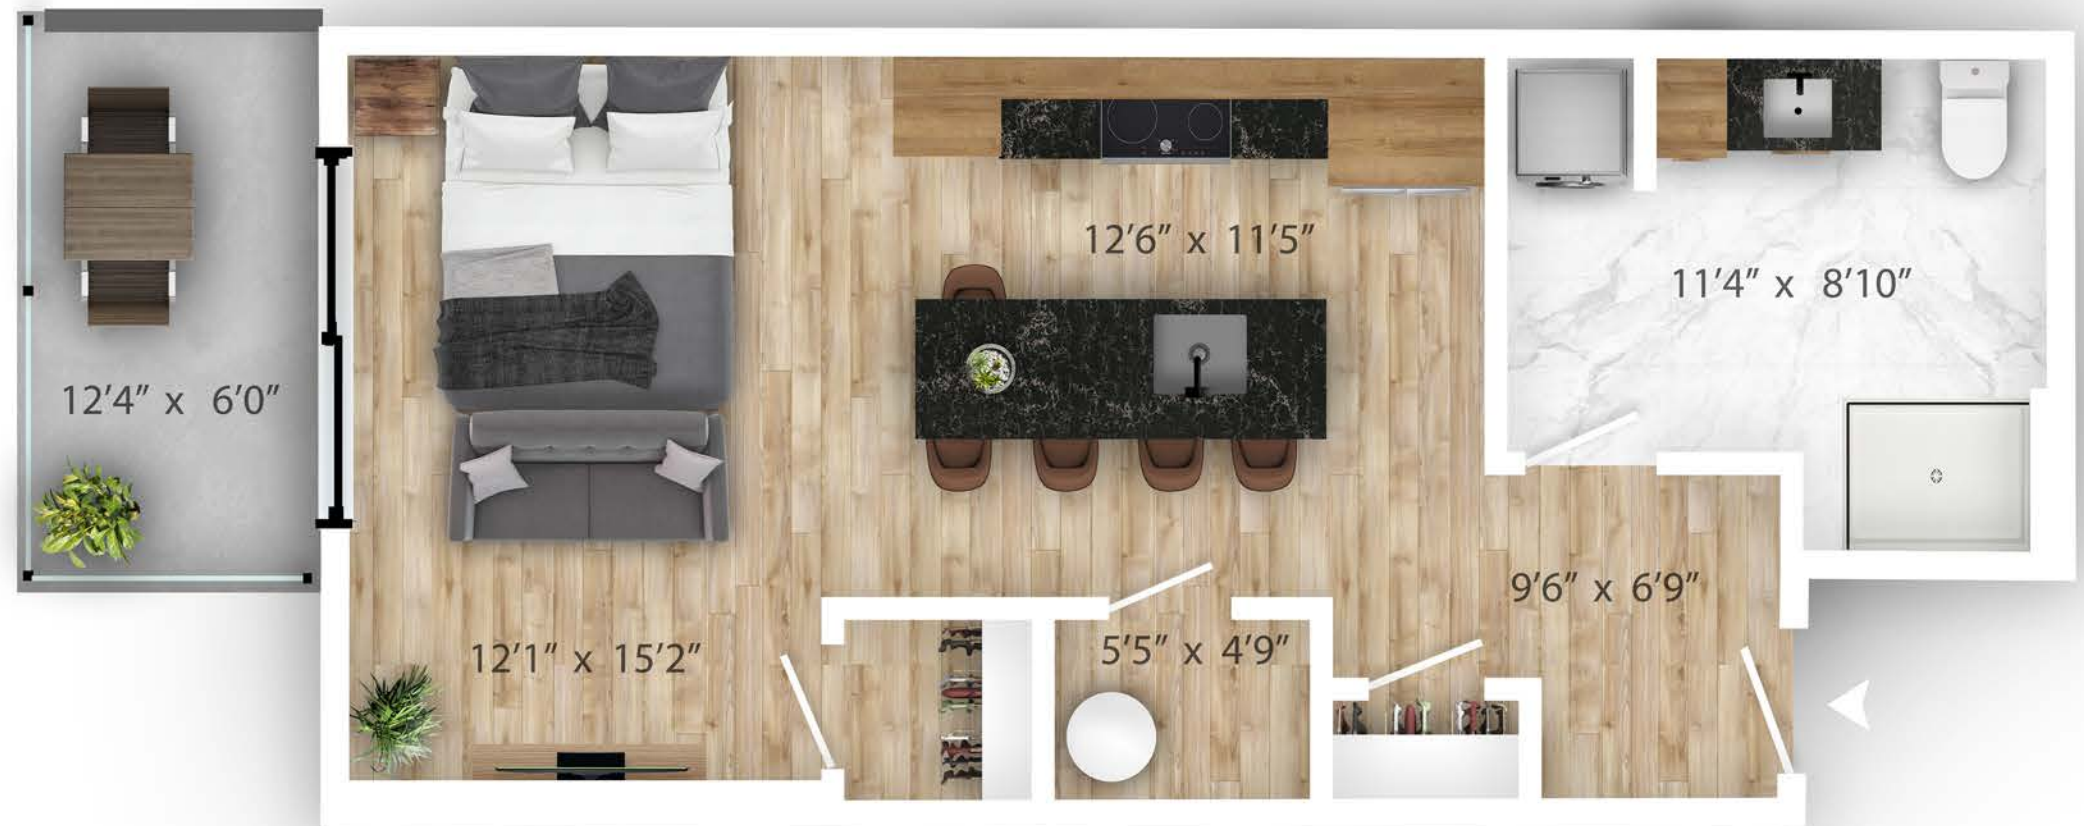 12'6" x 11'5"
11'4" x 8'10"
12'4" x 6'0"
9'6" x 6'9"
12'1" x 15'2"
5'5" x 4'9"